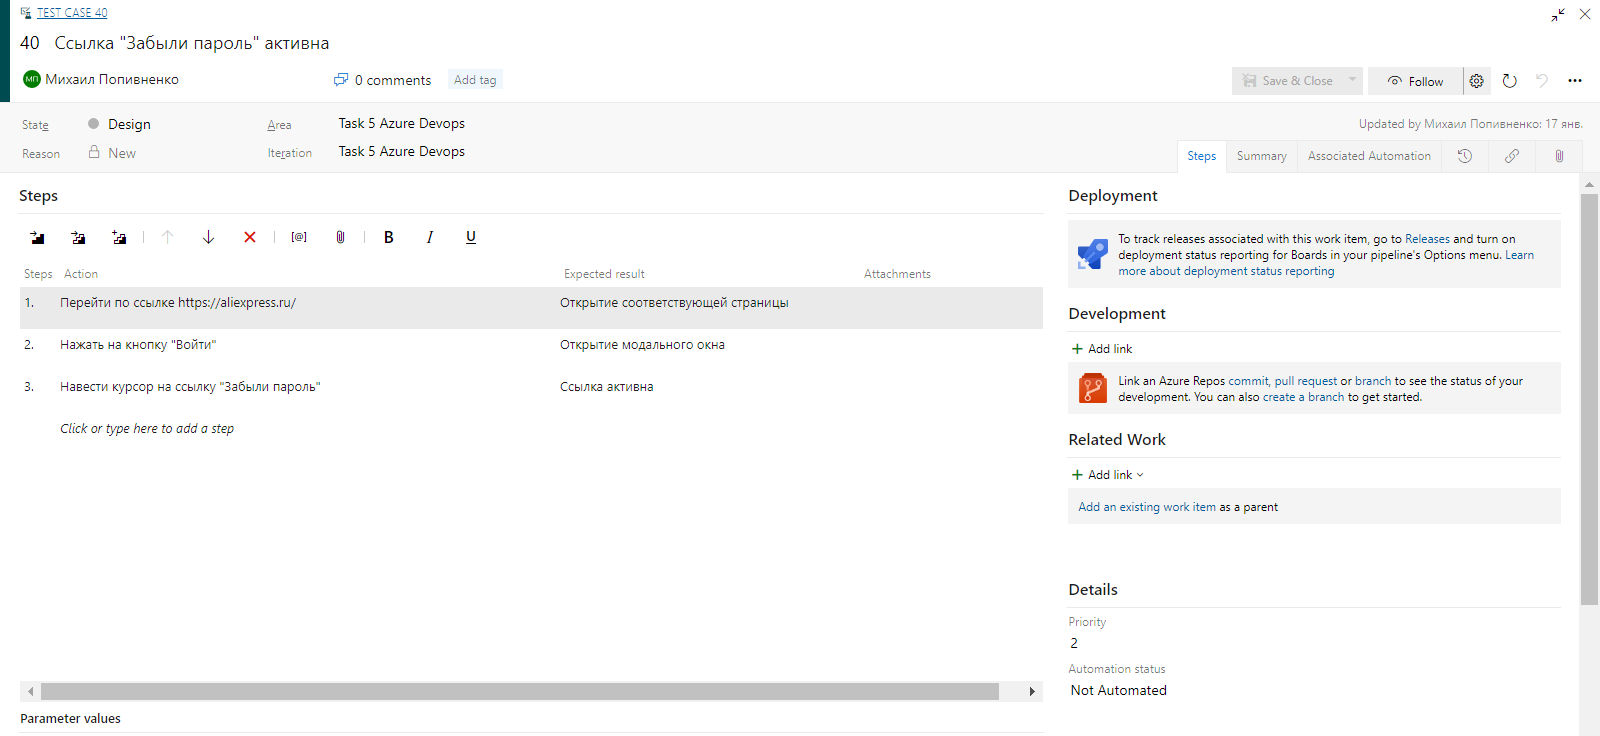 TEST CASE 40
40 Ссылка "Забыли пароль" активна
МП Михаил Попивненко 0 comments Add tag Save & Close Follow
State Design Area Task 5 Azure Devops Updated by Михаил Попивненко: 17 янв.
Reason New Iteration Task 5 Azure Devops
Steps Summary Associated Automation
Steps
[@] B I U
Steps Action Expected result Attachments
1. Перейти по ссылке https://aliexpress.ru/ Открытие соответствующей страницы
2. Нажать на кнопку "Войти" Открытие модального окна
3. Навести курсор на ссылку "Забыли пароль" Ссылка активна
Click or type here to add a step
Parameter values
Deployment
To track releases associated with this work item, go to Releases and turn on
deployment status reporting for Boards in your pipeline's Options menu. Learn
more about deployment status reporting
Development
+ Add link
Link an Azure Repos commit, pull request or branch to see the status of your
development. You can also create a branch to get started.
Related Work
+ Add link
Add an existing work item as a parent
Details
Priority
2
Automation status
Not Automated